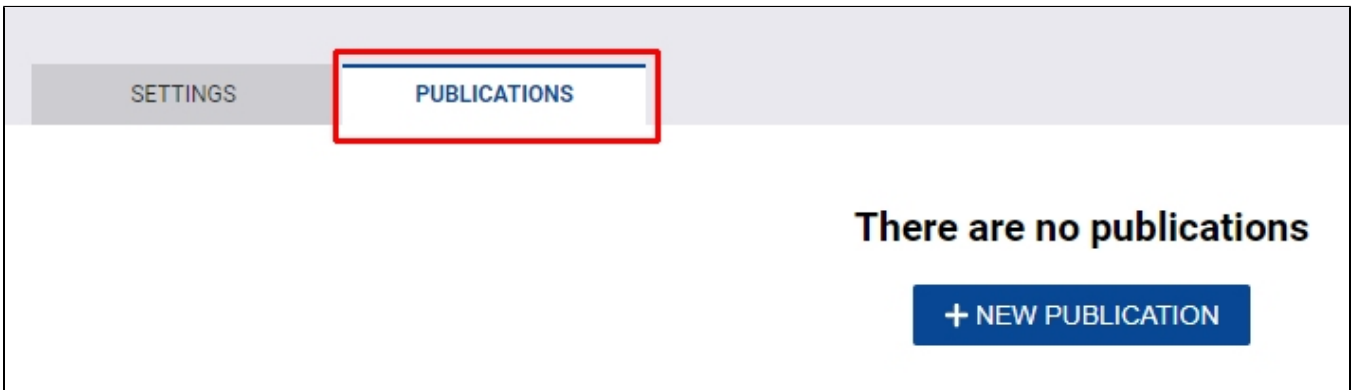 SETTINGS
PUBLICATIONS
There are no publications
+ NEW PUBLICATION